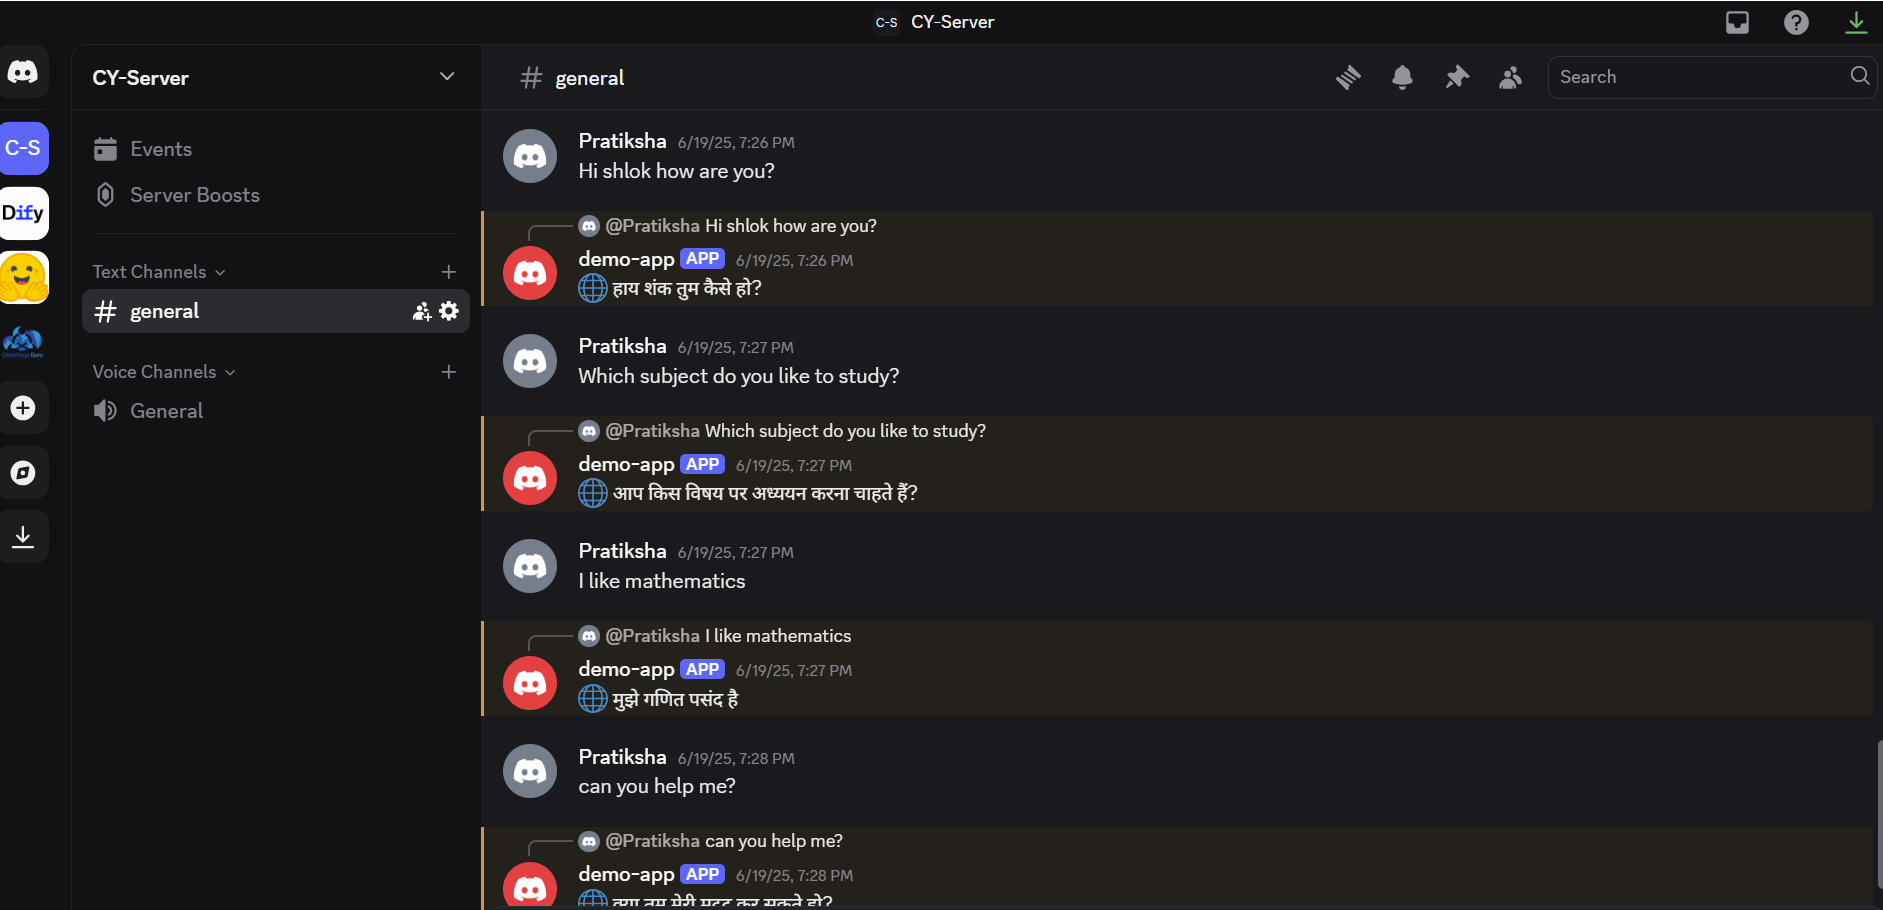 C-S CY-Server
CY-Server
Events
Server Boosts
Text Channels
general
Voice Channels
General
C-S
Dify
general
Search
Pratiksha 6/19/25, 7:26 PM
Hi shlok how are you?
@Pratiksha Hi shlok how are you?
demo-app APP 6/19/25, 7:26 PM
हाय शंक तुम कैसे हो?
Pratiksha 6/19/25, 7:27 PM
Which subject do you like to study?
@Pratiksha Which subject do you like to study?
demo-app APP 6/19/25, 7:27 PM
आप किस विषय पर अध्ययन करना चाहते हैं?
Pratiksha 6/19/25, 7:27 PM
I like mathematics
@Pratiksha I like mathematics
demo-app APP 6/19/25, 7:27 PM
मुझे गणित पसंद है
Pratiksha 6/19/25, 7:28 PM
can you help me?
@Pratiksha can you help me?
demo-app APP 6/19/25, 7:28 PM
क्या तुम मेरी मदद कर सकते हो?